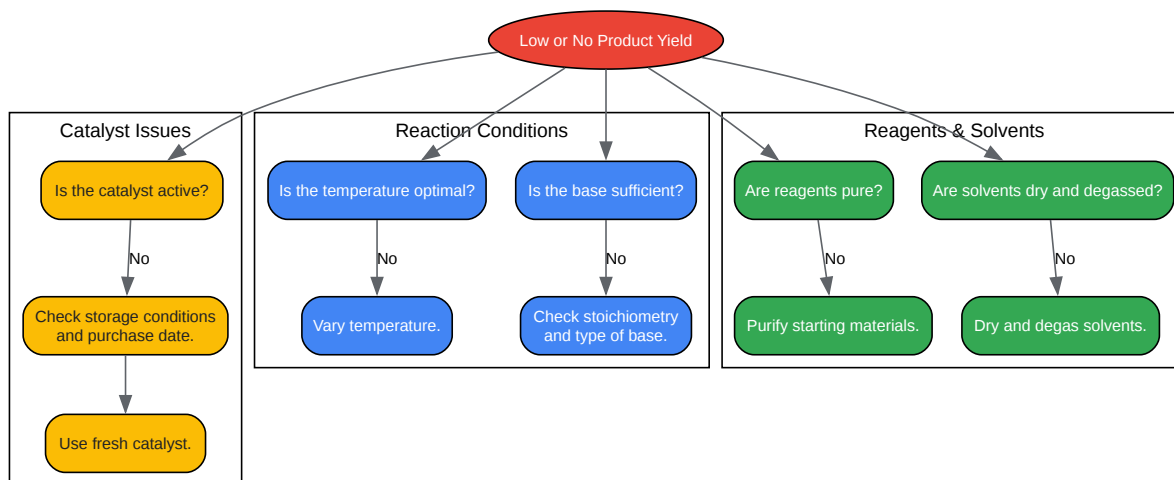 Low or No Product Yield
Catalyst Issues
Is the catalyst active?
No
Check storage conditions
and purchase date.
Use fresh catalyst.
Reaction Conditions
Is the temperature optimal?
No
Vary temperature.
Is the base sufficient?
No
Check stoichiometry
and type of base.
Reagents & Solvents
Are reagents pure?
No
Purify starting materials.
Are solvents dry and degassed?
No
Dry and degas solvents.